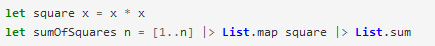 let square x = x * x
let sumOfSquares n = [1..n] |> List.map square |> List.sum